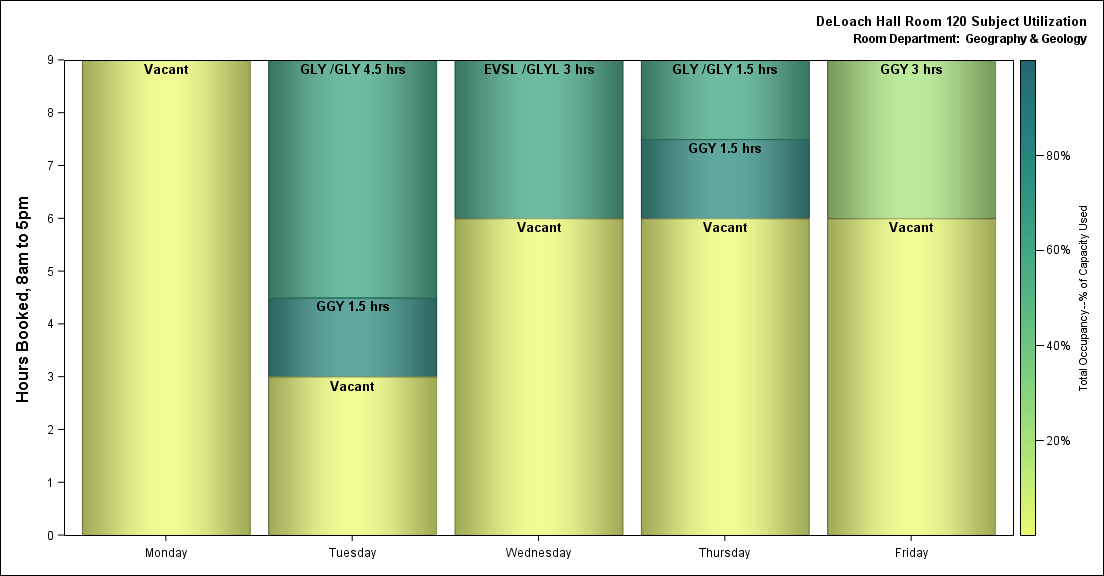 DeLoach Hall Room 120 Subject Utilization
Room Department: Geography & Geology
Hours Booked, 8am to 5pm
9
8
7
6
5
4
3
2
1
0
Vacant
GLY /GLY 4.5 hrs
GGY 1.5 hrs
Vacant
EVSL /GLYL 3 hrs
Vacant
GLY /GLY 1.5 hrs
GGY 1.5 hrs
Vacant
GGY 3 hrs
Vacant
Monday
Tuesday
Wednesday
Thursday
Friday
80%
60%
40%
20%
Total Occupancy--% of Capacity Used